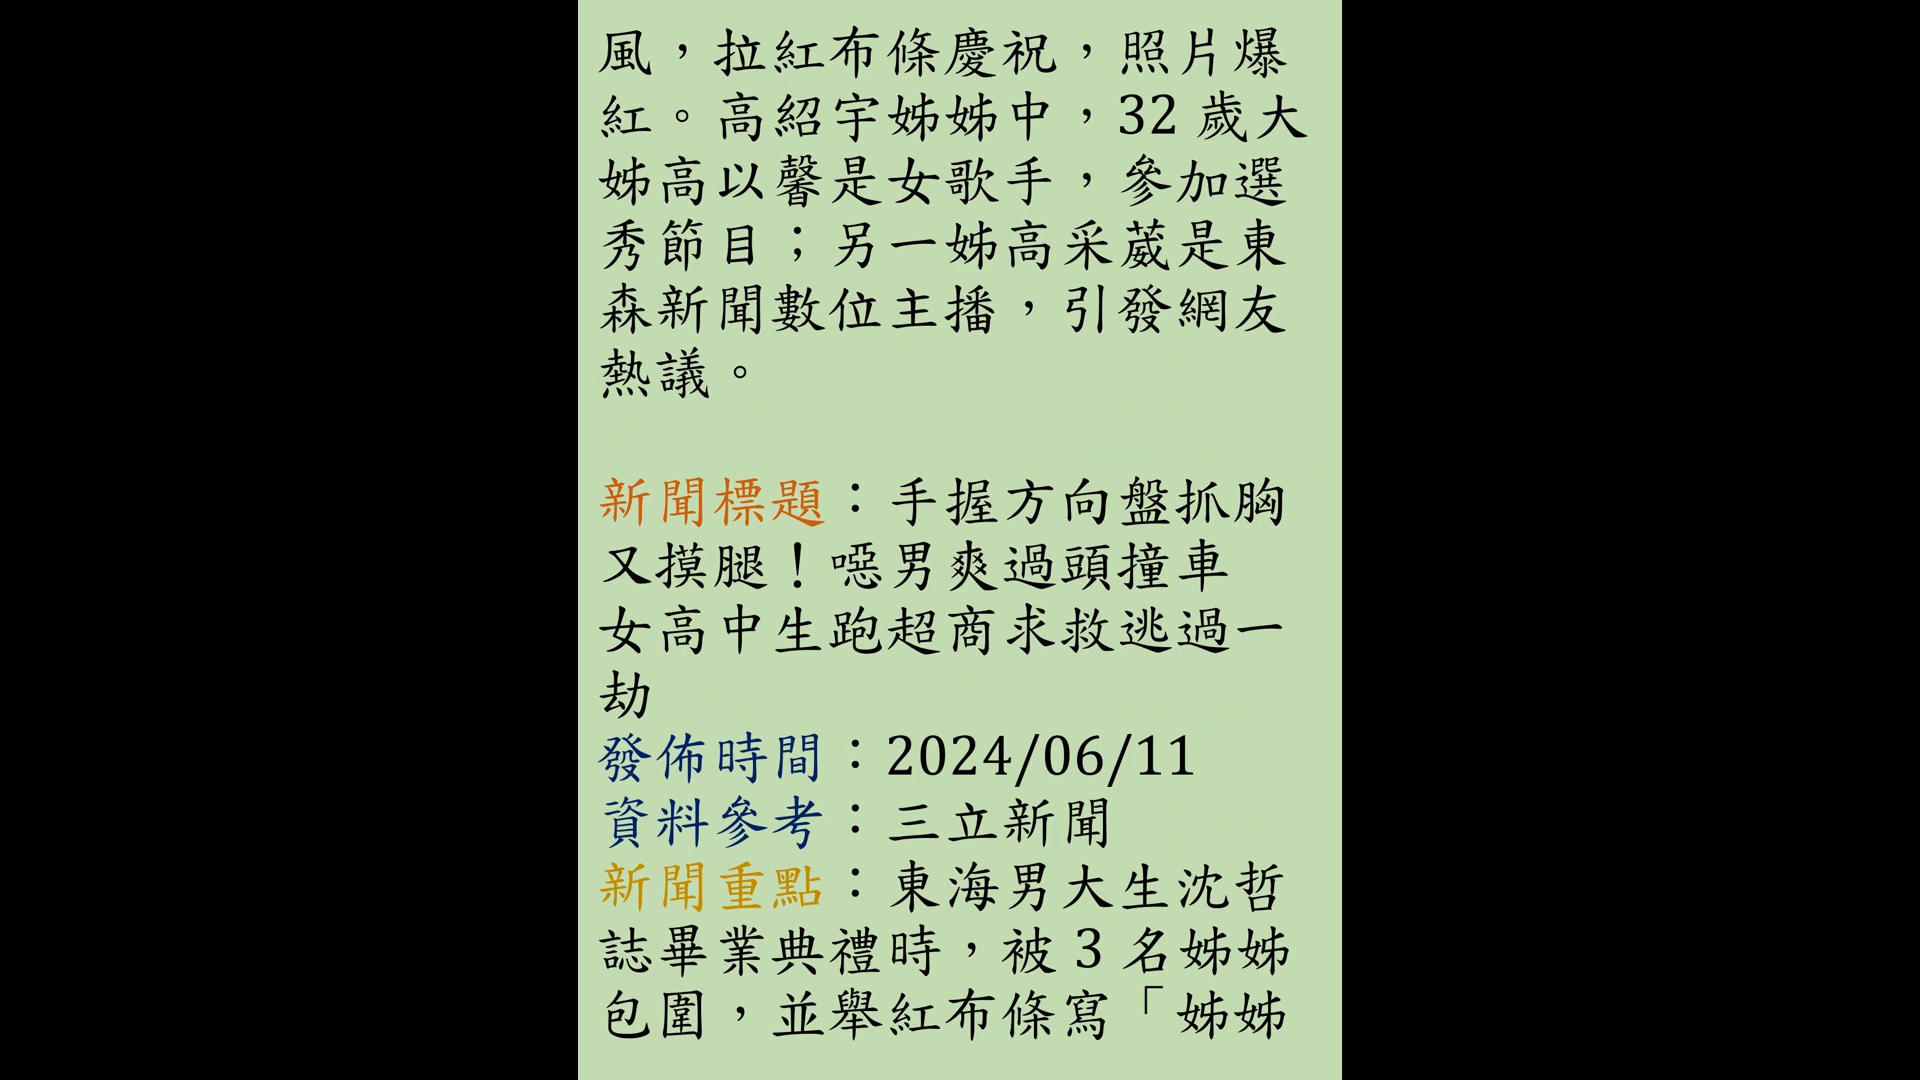 風，拉紅布條慶祝，照片爆
紅。高紹宇姊姊中，32 歲大
姊高以馨是女歌手，參加選
秀節目；另一姊高采葳是東
森新聞數位主播，引發網友
熱議。
新聞標題：手握方向盤抓胸
又摸腿！噁男爽過頭撞車
女高中生跑超商求救逃過一
劫
發佈時間：2024/06/11
資料參考：三立新聞
新聞重點：東海男大生沈哲
誌畢業典禮時，被 3 名姊姊
包圍，並舉紅布條寫「姊姊